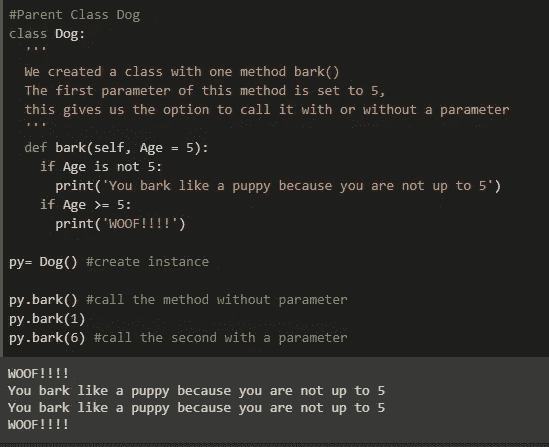 #Parent Class Dog
class Dog:
  '''
  We created a class with one method bark()
  The first parameter of this method is set to 5,
  this gives us the option to call it with or without a parameter
  '''
  def bark(self, Age = 5):
    if Age is not 5:
      print('You bark like a puppy because you are not up to 5')
    if Age >= 5:
      print('WOOF!!!!')

py= Dog() #create instance

py.bark() #call the method without parameter
py.bark(1)
py.bark(6) #call the second with a parameter

WOOF!!!!
You bark like a puppy because you are not up to 5
You bark like a puppy because you are not up to 5
WOOF!!!!